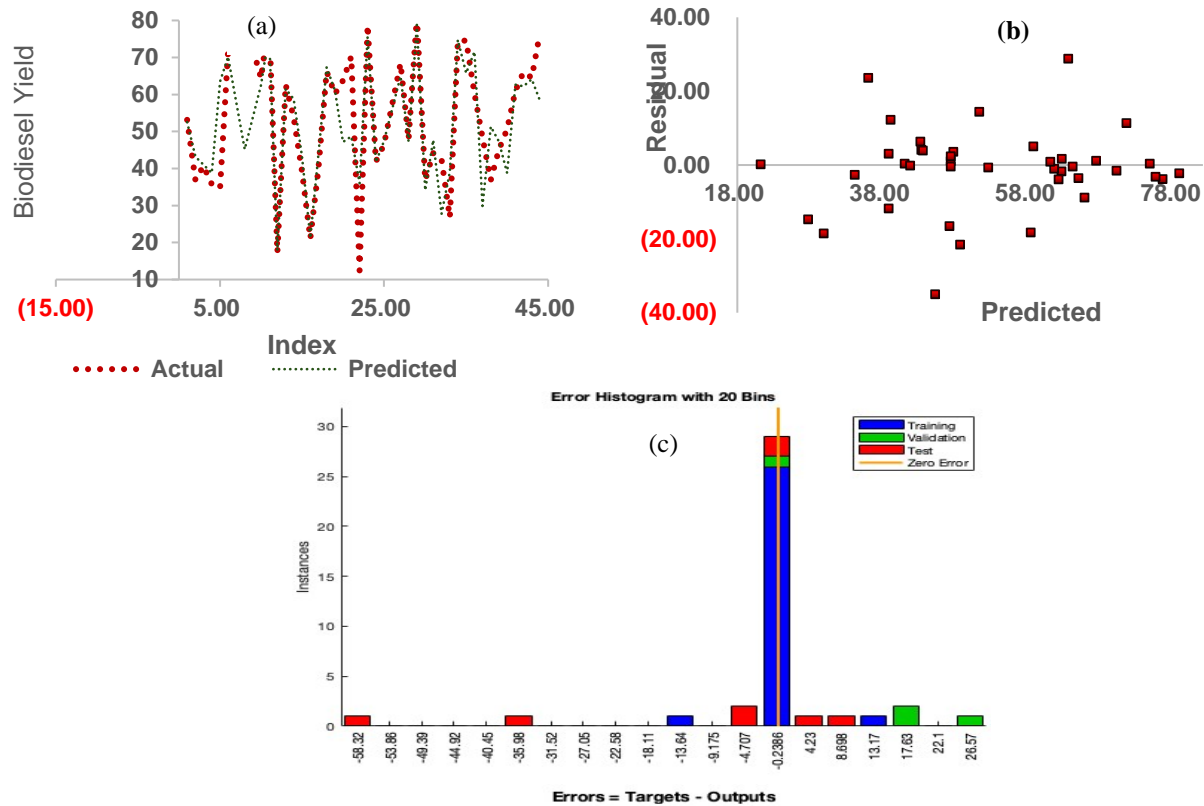 (a)
Biodiesel Yield
80
70
60
50
40
30
20
10
(15.00) 5.00 25.00 45.00
Index
Actual Predicted
(b)
Residual
40.00
20.00
0.00
18.00 38.00 58.00 78.00
(20.00)
(40.00)
Predicted
Error Histogram with 20 Bins
(c)
Training
Validation
Test
Zero Error
Instances
30
25
20
15
10
5
0
-58.32
-53.86
-49.39
-44.92
-40.45
-35.98
-31.52
-27.05
-22.58
-18.11
-13.64
-9.175
-4.707
-0.2386
4.23
8.698
13.17
17.63
22.1
26.57
Errors = Targets - Outputs